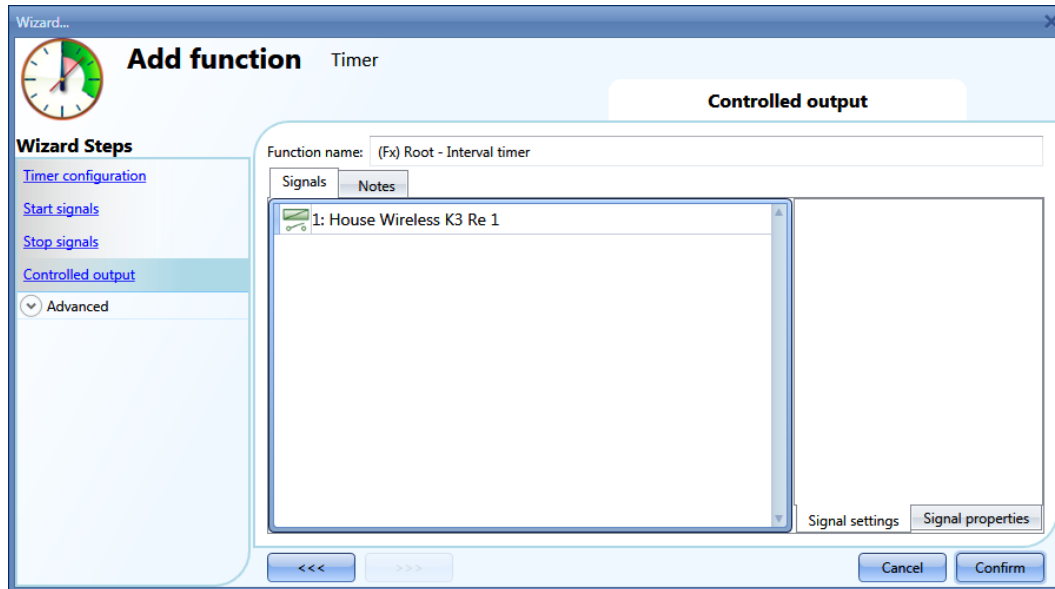 Wizard...
Add function Timer
Controlled output
Wizard Steps
Timer configuration
Start signals
Stop signals
Controlled output
Advanced
Function name: (Fx) Root - Interval timer
Signals Notes
1: House Wireless K3 Re 1
Signal settings Signal properties
<<< >>> Cancel Confirm